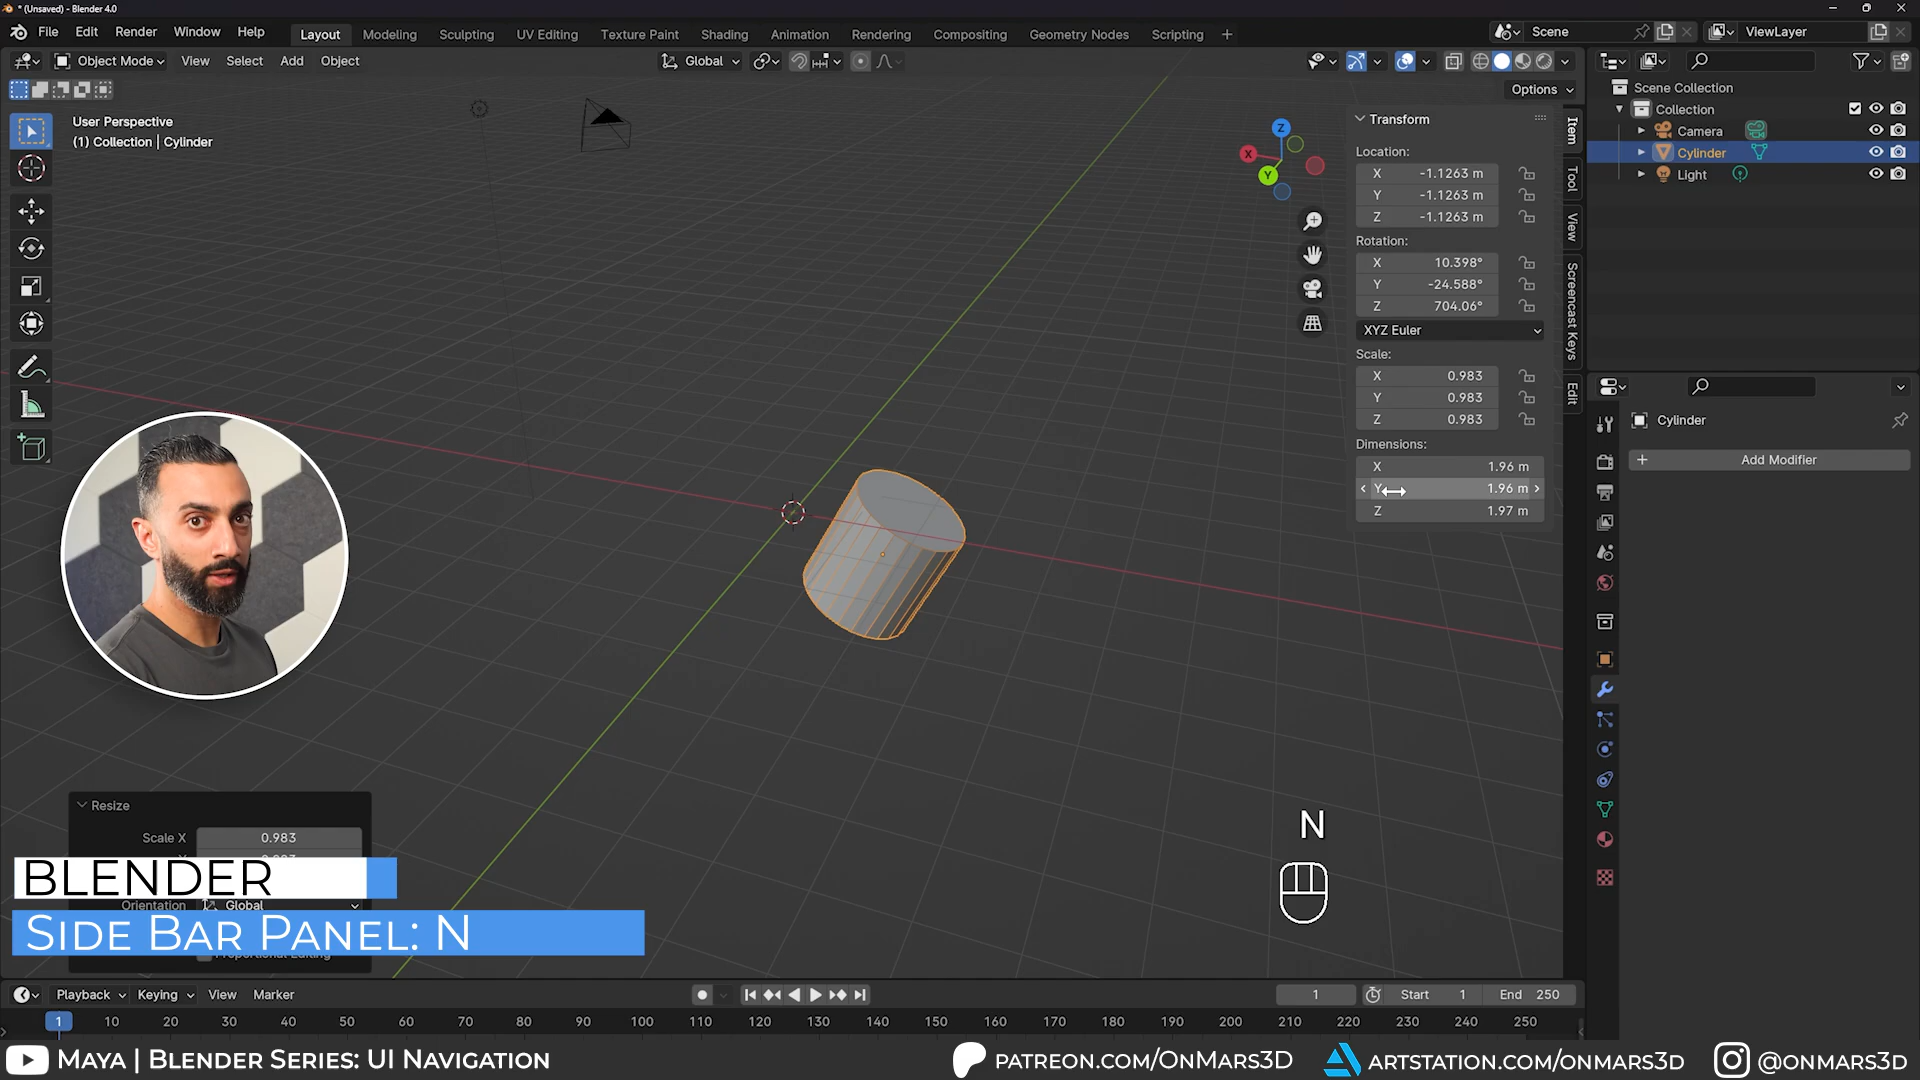 * (Unsaved) - Blender 4.0
File Edit Render Window Help
Layout Modeling Sculpting UV Editing Texture Paint Shading Animation Rendering Compositing Geometry Nodes Scripting +
Scene
ViewLayer
Object Mode View Select Add Object
Global
Options
User Perspective
(1) Collection | Cylinder
Z
X
Y
Transform
Location:
X -1.1263 m
Y -1.1263 m
Z -1.1263 m
Rotation:
X 10.398°
Y -24.588°
Z 704.06°
XYZ Euler
Scale:
X 0.983
Y 0.983
Z 0.983
Dimensions:
X 1.96 m
Y 1.96 m
Z 1.97 m
Item
Tool
View
Screencast Keys
Edit
Scene Collection
Collection
Camera
Cylinder
Light
Cylinder
+ Add Modifier
Resize
Scale X 0.983
BLENDER
Orientation Global
Side Bar Panel: N
Proportional Editing
N
Playback Keying View Marker
1
Start 1
End 250
1 10 20 30 40 50 60 70 80 90 100 110 120 130 140 150 160 170 180 190 200 210 220 230 240 250
Maya | Blender Series: UI Navigation
patreon.com/OnMars3D
artstation.com/onmars3d
@onmars3d